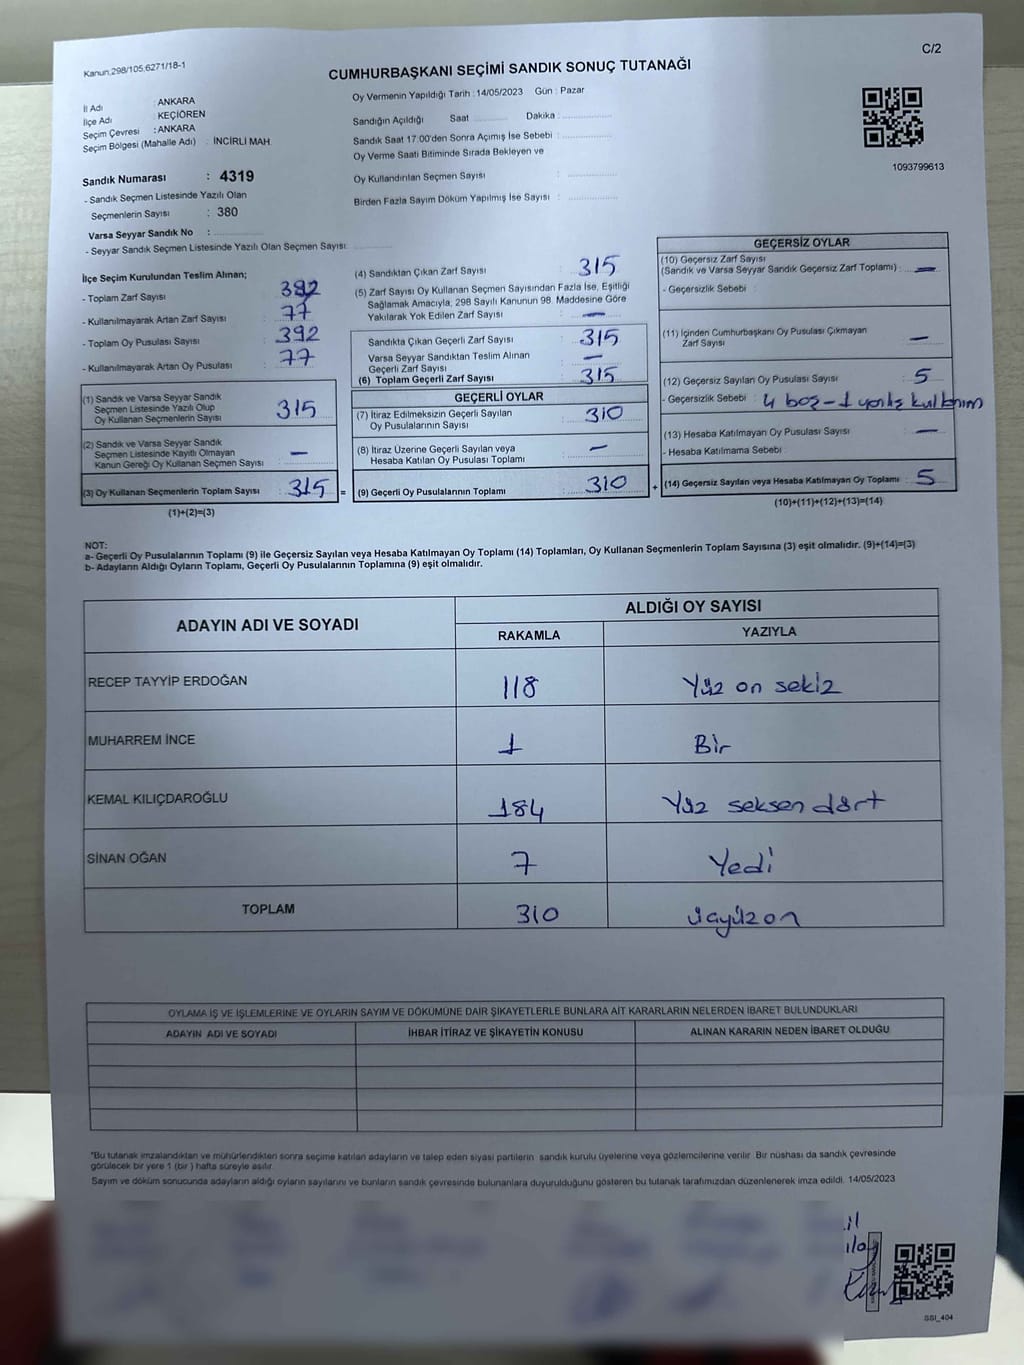 Kanun,298/105,6271/18-1
C/2
CUMHURBAŞKANI SEÇİMİ SANDIK SONUÇ TUTANAĞI
İl Adı : ANKARA
İlçe Adı : KEÇİÖREN
Seçim Çevresi : ANKARA
Seçim Bölgesi (Mahalle Adı) : İNCİRLİ MAH.
Sandık Numarası : 4319
- Sandık Seçmen Listesinde Yazılı Olan
Seçmenlerin Sayısı : 380
Varsa Seyyar Sandık No :
- Seyyar Sandık Seçmen Listesinde Yazılı Olan Seçmen Sayısı:
Oy Vermenin Yapıldığı Tarih : 14/05/2023 Gün : Pazar
Sandığın Açıldığı Saat Dakika :
Sandık Saat 17:00'den Sonra Açımış İse Sebebi :
Oy Verme Saati Bitiminde Sırada Bekleyen ve
Oy Kullandırılan Seçmen Sayısı :
Birden Fazla Sayım Döküm Yapılmış İse Sayısı :
1093799613
İlçe Seçim Kurulundan Teslim Alınan;
- Toplam Zarf Sayısı : 392
- Kullanılmayarak Artan Zarf Sayısı : 77
- Toplam Oy Pusulası Sayısı : 392
- Kullanılmayarak Artan Oy Pusulası : 77
(1) Sandık ve Varsa Seyyar Sandık
Seçmen Listesinde Yazılı Olup
Oy Kullanan Seçmenlerin Sayısı : 315
(2) Sandık ve Varsa Seyyar Sandık
Seçmen Listesinde Kayıtlı Olmayan
Kanun Gereği Oy Kullanan Seçmen Sayısı : —
(3) Oy Kullanan Seçmenlerin Toplam Sayısı : 315 =
(1)+(2)=(3)
(4) Sandıktan Çıkan Zarf Sayısı : 315
(5) Zarf Sayısı Oy Kullanan Seçmen Sayısından Fazla İse, Eşitliği
Sağlamak Amacıyla, 298 Sayılı Kanunun 98. Maddesine Göre
Yakılarak Yok Edilen Zarf Sayısı : —
Sandıkta Çıkan Geçerli Zarf Sayısı : 315
Varsa Seyyar Sandıktan Teslim Alınan
Geçerli Zarf Sayısı : —
(6) Toplam Geçerli Zarf Sayısı : 315
GEÇERLİ OYLAR
(7) İtiraz Edilmeksizin Geçerli Sayılan
Oy Pusulalarının Sayısı : 310
(8) İtiraz Üzerine Geçerli Sayılan veya
Hesaba Katılan Oy Pusulası Toplamı : —
(9) Geçerli Oy Pusulalarının Toplamı : 310 +
GEÇERSİZ OYLAR
(10) Geçersiz Zarf Sayısı
(Sandık ve Varsa Seyyar Sandık Geçersiz Zarf Toplamı) : —
- Geçersizlik Sebebi :
(11) İçinden Cumhurbaşkanı Oy Pusulası Çıkmayan
Zarf Sayısı : —
(12) Geçersiz Sayılan Oy Pusulası Sayısı : 5
- Geçersizlik Sebebi : 4 boş - 1 yanlış kullanım
(13) Hesaba Katılmayan Oy Pusulası Sayısı : —
- Hesaba Katılmama Sebebi :
(14) Geçersiz Sayılan veya Hesaba Katılmayan Oy Toplamı : 5
(10)+(11)+(12)+(13)=(14)
NOT:
a- Geçerli Oy Pusulalarının Toplamı (9) ile Geçersiz Sayılan veya Hesaba Katılmayan Oy Toplamı (14) Toplamları, Oy Kullanan Seçmenlerin Toplam Sayısına (3) eşit olmalıdır. (9)+(14)=(3)
b- Adayların Aldığı Oyların Toplamı, Geçerli Oy Pusulalarının Toplamına (9) eşit olmalıdır.
ADAYIN ADI VE SOYADI
ALDIĞI OY SAYISI
RAKAMLA YAZIYLA
RECEP TAYYİP ERDOĞAN 118 Yüz on sekiz
MUHARREM İNCE 1 Bir
KEMAL KILIÇDAROĞLU 184 Yüz seksen dört
SİNAN OĞAN 7 Yedi
TOPLAM 310 üçyüzon
OYLAMA İŞ VE İŞLEMLERİNE VE OYLARIN SAYIM VE DÖKÜMÜNE DAİR ŞİKAYETLERLE BUNLARA AİT KARARLARIN NELERDEN İBARET BULUNDUKLARI
ADAYIN ADI VE SOYADI İHBAR İTİRAZ VE ŞİKAYETİN KONUSU ALINAN KARARIN NEDEN İBARET OLDUĞU
*Bu tutanak imzalandıktan ve mühürlendikten sonra seçime katılan adayların ve talep eden siyasi partilerin sandık kurulu üyelerine veya gözlemcilerine verilir. Bir nüshası da sandık çevresinde
görülecek bir yere 1 (bir ) hafta süreyle asılır.
Sayım ve döküm sonucunda adayların aldığı oyların sayılarını ve bunların sandık çevresinde bulunanlara duyurulduğunu gösteren bu tutanak tarafımızdan düzenlenerek imza edildi. 14/05/2023
SSI_404